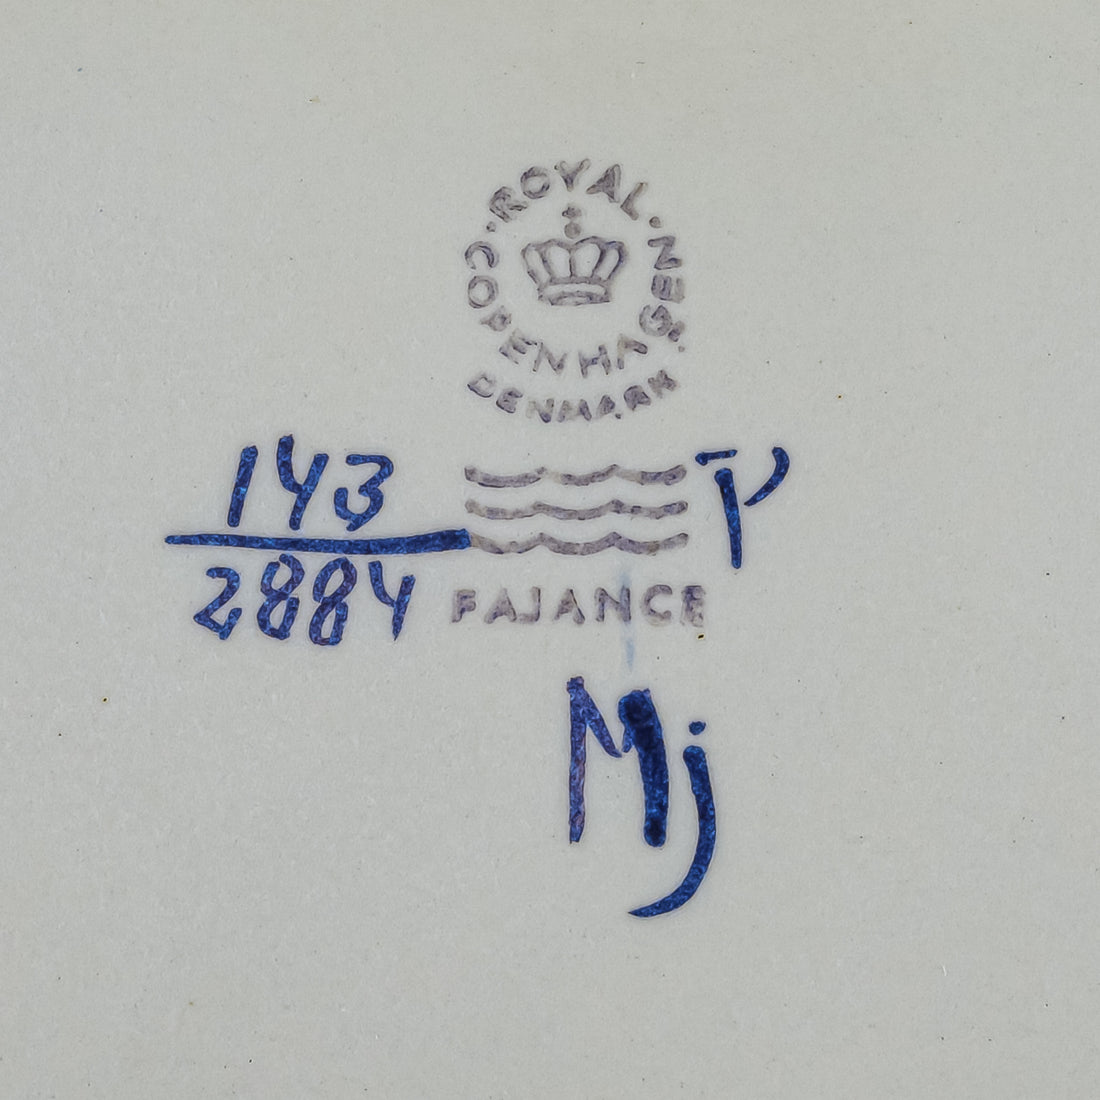 · ROYAL ·
COPENHAGEN
DENMARK
143
2884
P
FAJANCE
Mj